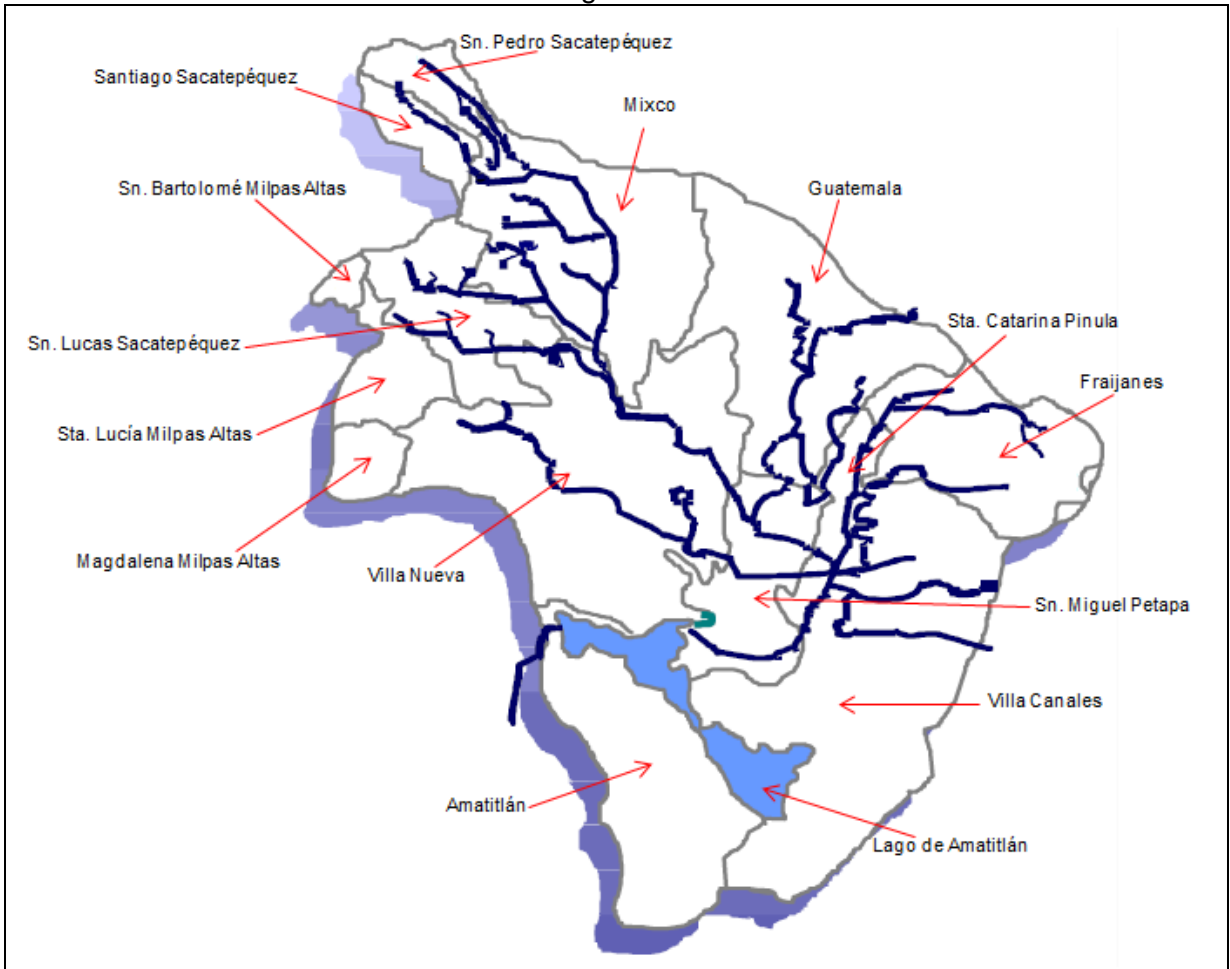 Sn. Pedro Sacatepéquez
Santiago Sacatepéquez
Mixco
Sn. Bartolomé Milpas Altas
Guatemala
Sta. Catarina Pinula
Sn. Lucas Sacatepéquez
Fraijanes
Sta. Lucía Milpas Altas
Magdalena Milpas Altas
Villa Nueva
Sn. Miguel Petapa
Villa Canales
Amatitlán
Lago de Amatitlán